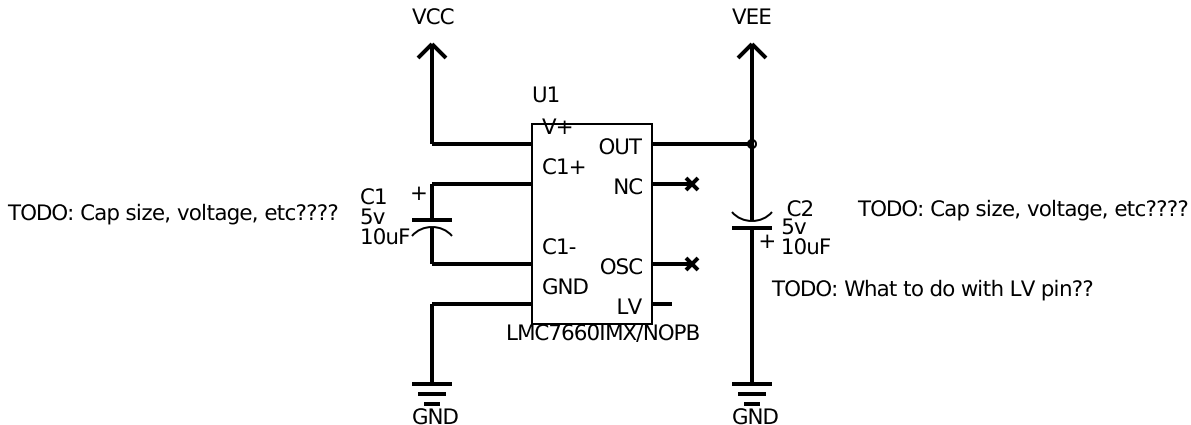 VCC
VEE
U1
V+
OUT
C1+
NC
+
C1
5v
10uF
TODO: Cap size, voltage, etc????
C2
5v
10uF
+
TODO: Cap size, voltage, etc????
C1-
OSC
GND
LV
TODO: What to do with LV pin??
LMC7660IMX/NOPB
GND
GND